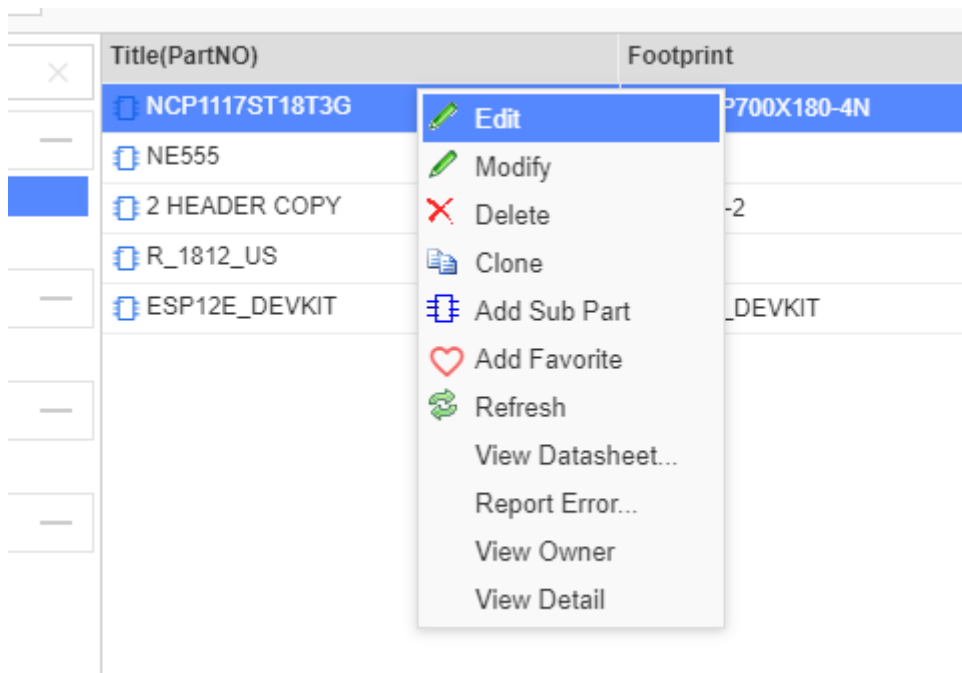 Title(PartNO) Footprint
NCP1117ST18T3G P700X180-4N
NE555
2 HEADER COPY -2
R_1812_US
ESP12E_DEVKIT _DEVKIT
Edit
Modify
Delete
Clone
Add Sub Part
Add Favorite
Refresh
View Datasheet...
Report Error...
View Owner
View Detail